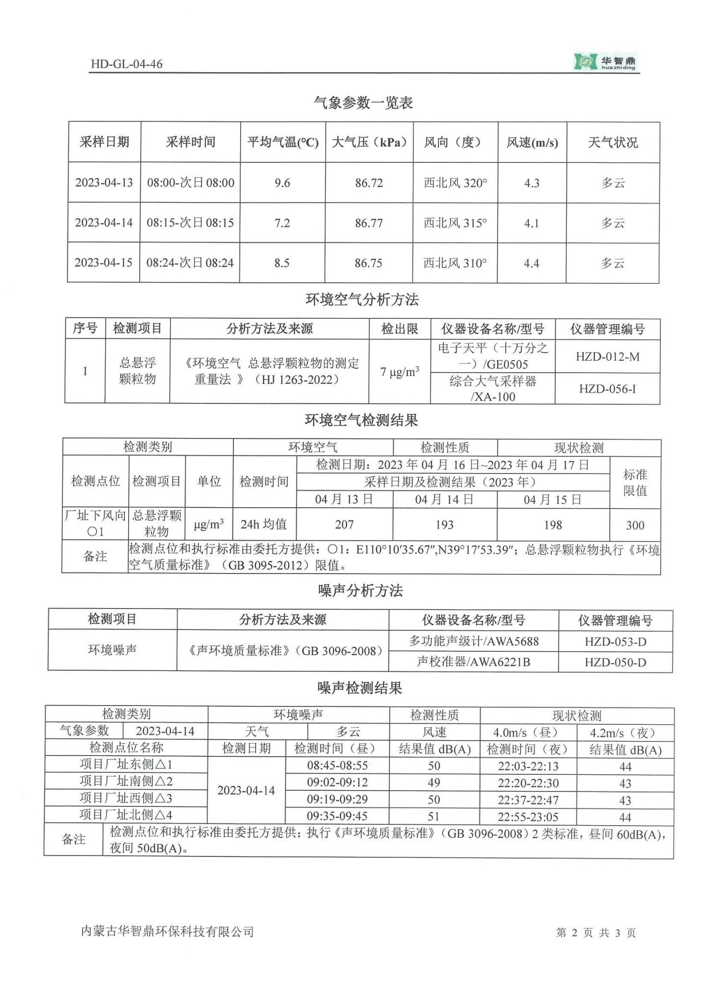 HD-GL-04-46
华智鼎
huazhiding
气象参数一览表
采样日期 采样时间 平均气温(℃) 大气压（kPa） 风向（度） 风速(m/s) 天气状况
2023-04-13 08:00-次日08:00 9.6 86.72 西北风 320° 4.3 多云
2023-04-14 08:15-次日08:15 7.2 86.77 西北风 315° 4.1 多云
2023-04-15 08:24-次日08:24 8.5 86.75 西北风 310° 4.4 多云
环境空气分析方法
序号 检测项目 分析方法及来源 检出限 仪器设备名称/型号 仪器管理编号
1 总悬浮
颗粒物
《环境空气 总悬浮颗粒物的测定
重量法 》（HJ 1263-2022）
7 μg/m³
电子天平（十万分之
一）/GE0505
HZD-012-M
综合大气采样器
/XA-100
HZD-056-I
环境空气检测结果
检测类别 环境空气 检测性质 现状检测
检测点位 检测项目 单位 检测时间
检测日期：2023 年 04 月 16 日~2023 年 04 月 17 日
采样日期及检测结果（2023 年）
04 月 13 日 04 月 14 日 04 月 15 日
标准
限值
厂址下风向
○1
总悬浮颗
粒物
μg/m³ 24h 均值 207 193 198 300
备注
检测点位和执行标准由委托方提供：○1：E110°10′35.67″,N39°17′53.39″；总悬浮颗粒物执行《环境
空气质量标准》（GB 3095-2012）限值。
噪声分析方法
检测项目 分析方法及来源 仪器设备名称/型号 仪器管理编号
环境噪声 《声环境质量标准》（GB 3096-2008）
多功能声级计/AWA5688 HZD-053-D
声校准器/AWA6221B HZD-050-D
噪声检测结果
检测类别 环境噪声 检测性质 现状检测
气象参数 2023-04-14 天气 多云 风速 4.0m/s（昼） 4.2m/s（夜）
检测点位名称 检测日期 检测时间（昼） 结果值 dB(A) 检测时间（夜） 结果值 dB(A)
项目厂址东侧△1 08:45-08:55 50 22:03-22:13 44
项目厂址南侧△2 09:02-09:12 49 22:20-22:30 43
2023-04-14
项目厂址西侧△3 09:19-09:29 50 22:37-22:47 43
项目厂址北侧△4 09:35-09:45 51 22:55-23:05 44
备注
检测点位和执行标准由委托方提供；执行《声环境质量标准》（GB 3096-2008）2 类标准，昼间 60dB(A)，
夜间 50dB(A)。
内蒙古华智鼎环保科技有限公司
第 2 页 共 3 页